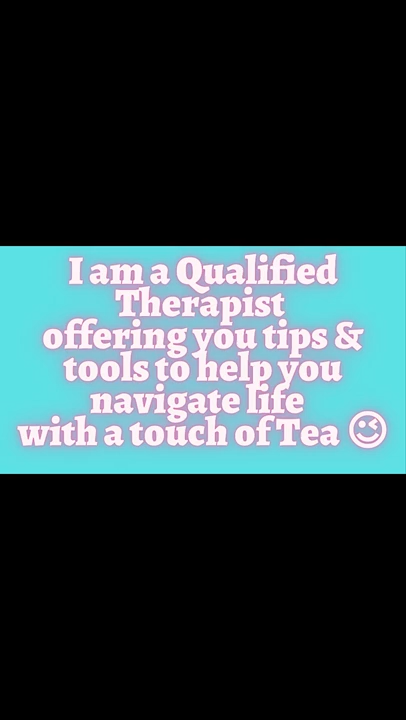 I am a Qualified
Therapist
offering you tips &
tools to help you
navigate life
with a touch of Tea 😆